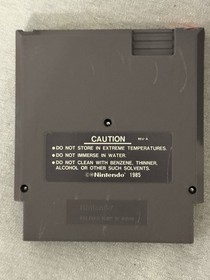 CAUTION REV-A
●DO NOT STORE IN EXTREME TEMPERATURES.
●DO NOT IMMERSE IN WATER.
●DO NOT CLEAN WITH BENZENE, THINNER,
ALCOHOL OR OTHER SUCH SOLVENTS.
©®Nintendo 1985